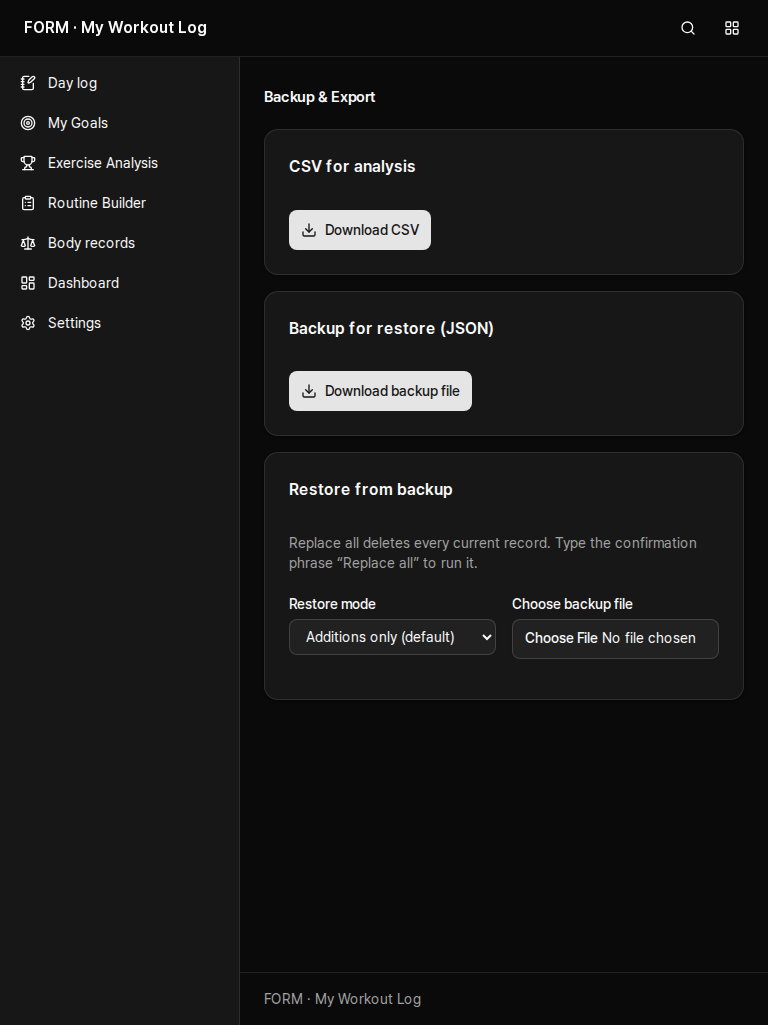 FORM · My Workout Log
Day log
My Goals
Exercise Analysis
Routine Builder
Body records
Dashboard
Settings
Backup & Export
CSV for analysis
Download CSV
Backup for restore (JSON)
Download backup file
Restore from backup
Replace all deletes every current record. Type the confirmation
phrase “Replace all” to run it.
Restore mode
Additions only (default)
Choose backup file
Choose File No file chosen
FORM · My Workout Log